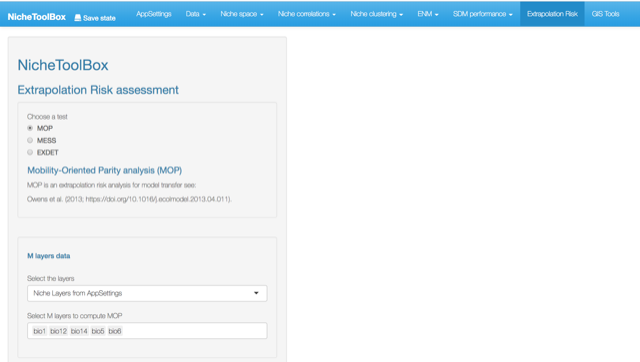 NicheToolBox Save state AppSettings Data Niche space Niche correlations Niche clustering ENM SDM performance Extrapolation Risk GIS Tools
NicheToolBox
Extrapolation Risk assessment
Choose a test
MOP
MESS
EXDET
Mobility-Oriented Parity analysis (MOP)
MOP is an extrapolation risk analysis for model transfer see:
Owens et al. (2013; https://doi.org/10.1016/j.ecolmodel.2013.04.011).
M layers data
Select the layers
Niche Layers from AppSettings
Select M layers to compute MOP
bio1 bio12 bio14 bio5 bio6